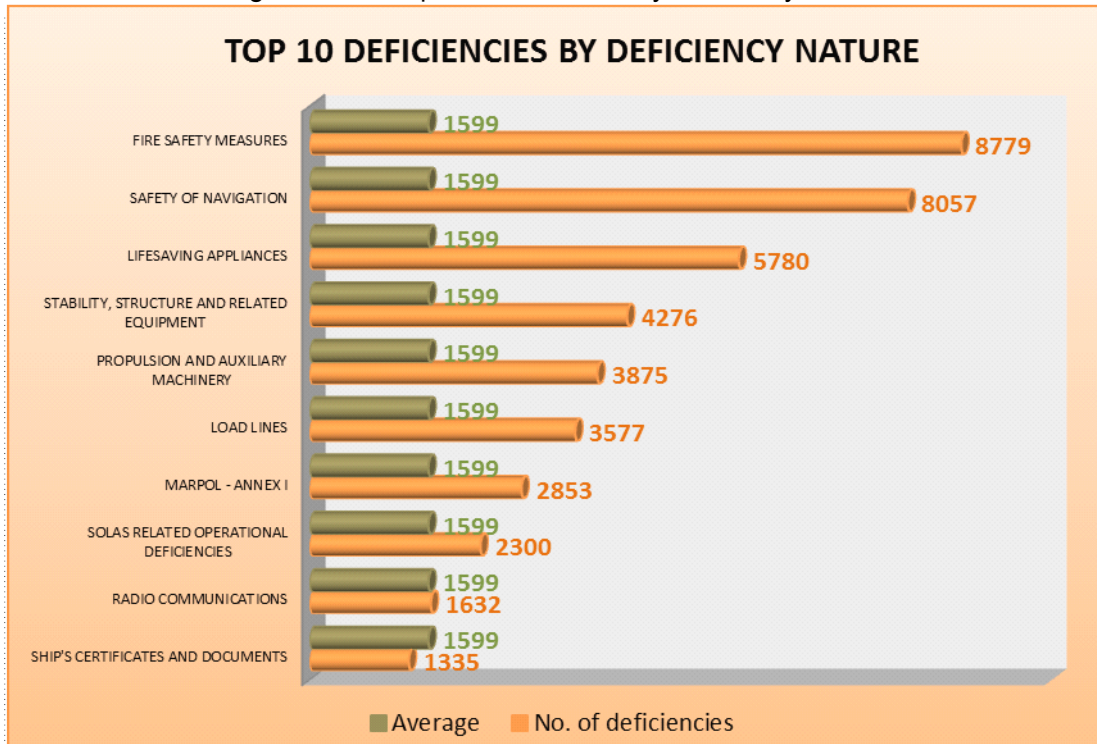 TOP 10 DEFICIENCIES BY DEFICIENCY NATURE
FIRE SAFETY MEASURES
1599
8779
SAFETY OF NAVIGATION
1599
8057
LIFESAVING APPLIANCES
1599
5780
STABILITY, STRUCTURE AND RELATED
EQUIPMENT
1599
4276
PROPULSION AND AUXILIARY
MACHINERY
1599
3875
LOAD LINES
1599
3577
MARPOL - ANNEX I
1599
2853
SOLAS RELATED OPERATIONAL
DEFICIENCIES
1599
2300
RADIO COMMUNICATIONS
1599
1632
SHIP'S CERTIFICATES AND DOCUMENTS
1599
1335
Average No. of deficiencies